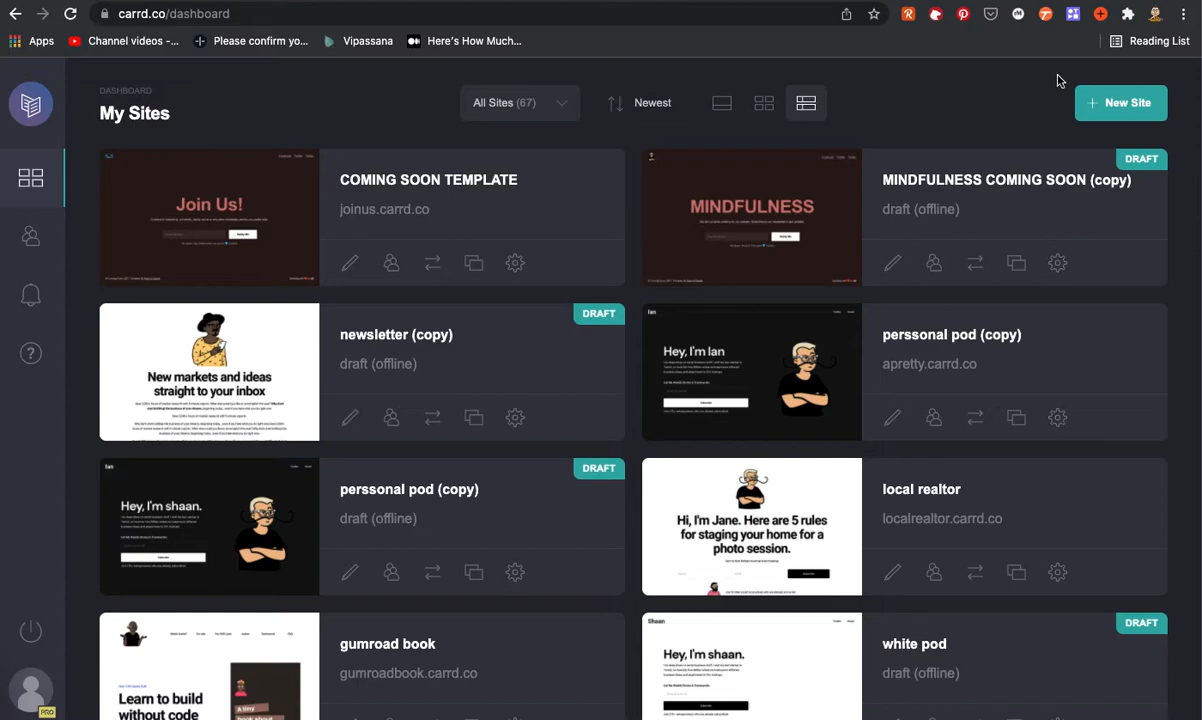 carrd.co/dashboard
Apps
Channel videos -...
Please confirm yo...
Vipassana
Here's How Much...
Reading List
DASHBOARD
My Sites
All Sites (67)
Newest
New Site
Join Us!
COMING SOON TEMPLATE
joinus.carrd.co
MINDFULNESS
DRAFT
MINDFULNESS COMING SOON (copy)
draft (offline)
New markets and ideas
straight to your inbox
DRAFT
newsletter (copy)
draft (offline)
Ian
Hey, I'm Ian
perssonal pod (copy)
apretty.carrd.co
Ian
Hey, I'm shaan.
DRAFT
perssonal pod (copy)
draft (offline)
Hi, I'm Jane. Here are 5 rules
for staging your home for a
photo session.
local realtor
localrealtor.carrd.co
Learn to build
without code
A tiny
book about
gumroad book
gumroadbook.carrd.co
Shaan
Hey, I'm shaan.
DRAFT
white pod
draft (offline)
PRO